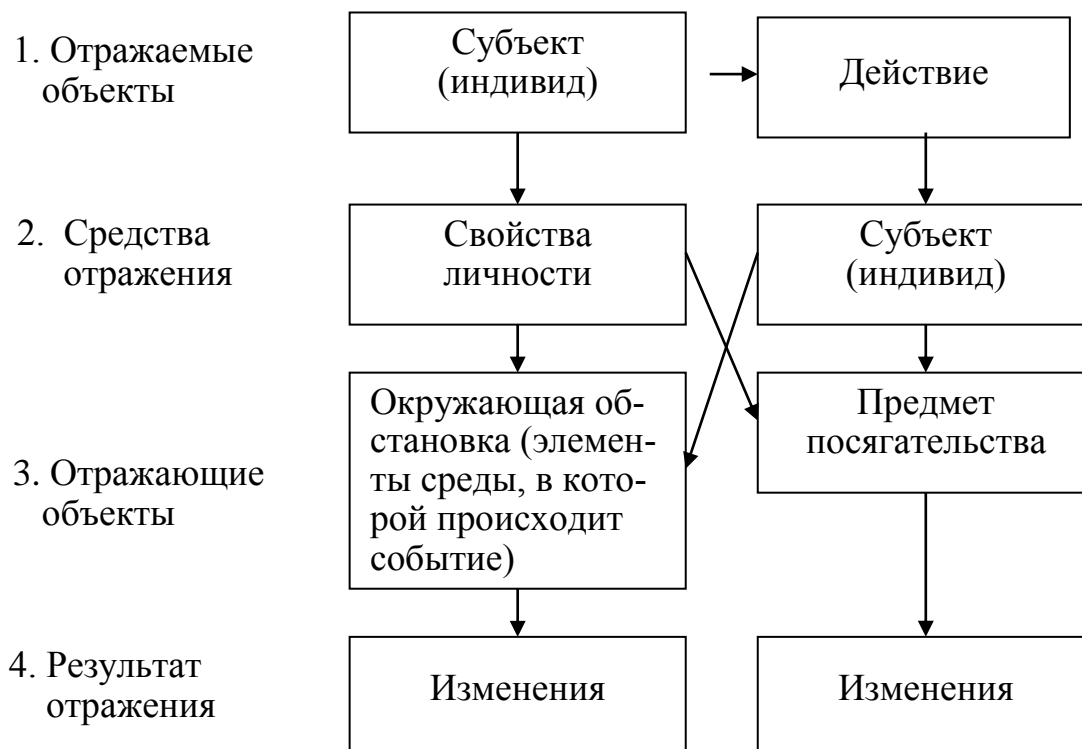 1. Отражаемые
объекты
Субъект
(индивид)
Действие
2. Средства
отражения
Свойства
личности
Субъект
(индивид)
3. Отражающие
объекты
Окружающая об-
становка (элемен-
ты среды, в кото-
рой происходит
событие)
Предмет
посягательства
4. Результат
отражения
Изменения
Изменения